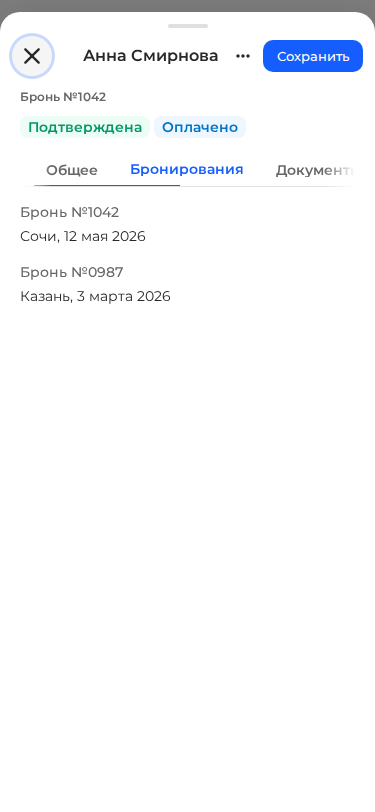 Анна Смирнова
Сохранить
Бронь №1042
Подтверждена Оплачено
Общее Бронирования Документы
Бронь №1042
Сочи, 12 мая 2026
Бронь №0987
Казань, 3 марта 2026